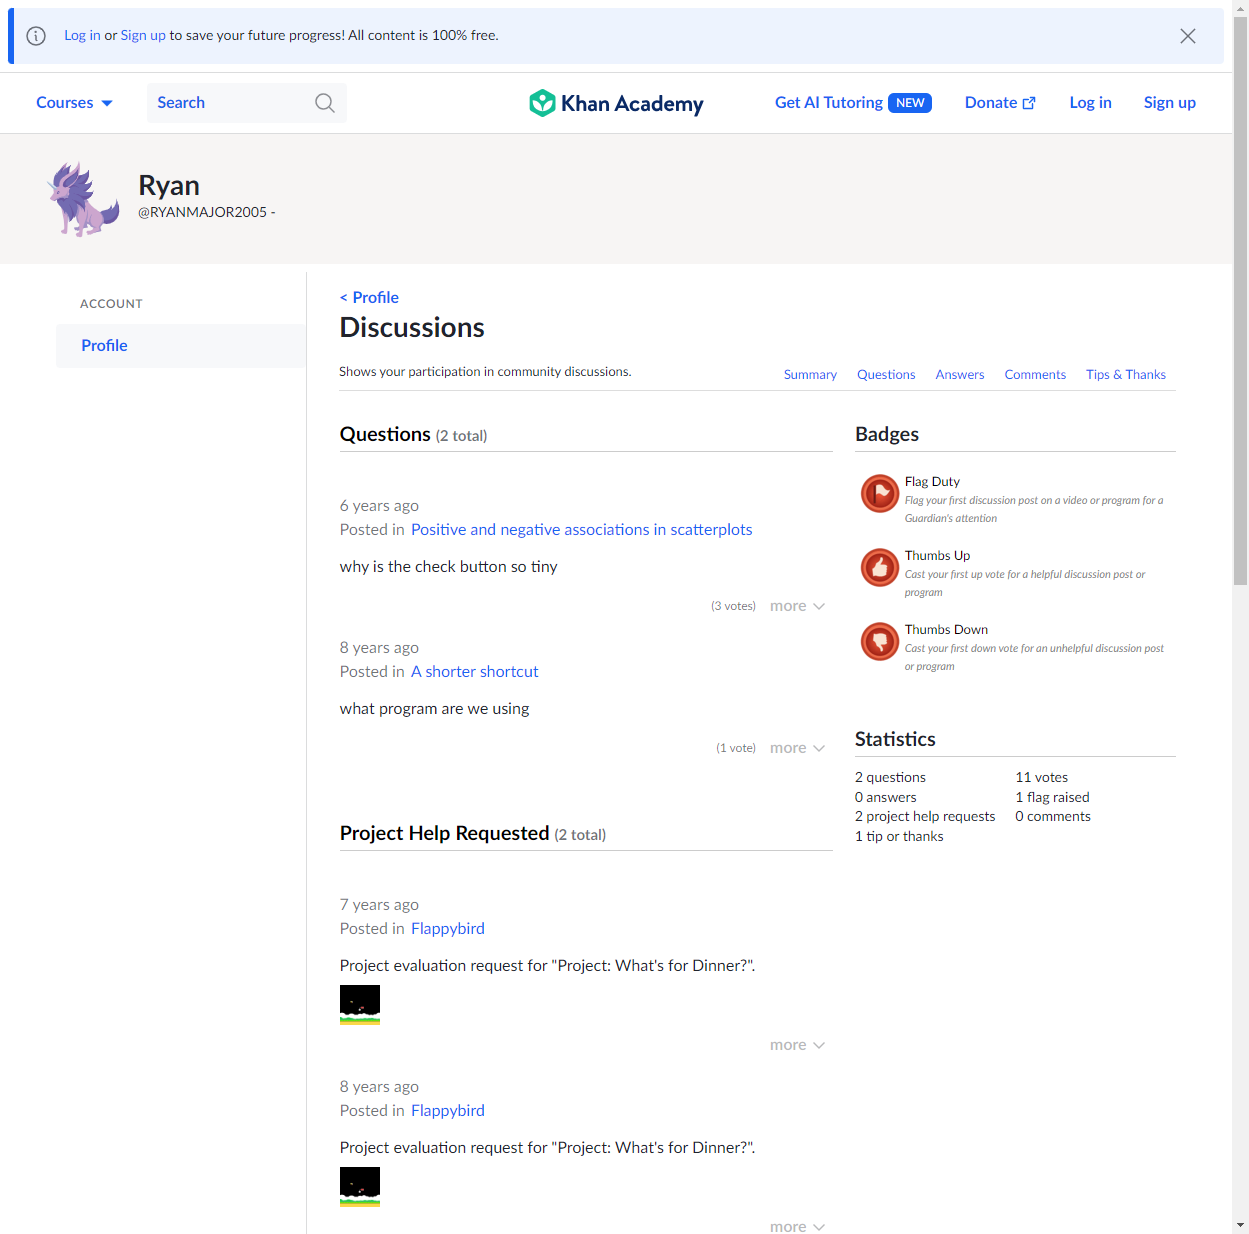 Log in or Sign up to save your future progress! All content is 100% free.
Courses
Search
Khan Academy
Get AI Tutoring NEW
Donate
Log in
Sign up
Ryan
@RYANMAJOR2005 -
ACCOUNT
Profile
< Profile
Discussions
Shows your participation in community discussions.
Summary
Questions
Answers
Comments
Tips & Thanks
Questions (2 total)
6 years ago
Posted in Positive and negative associations in scatterplots
why is the check button so tiny
(3 votes) more
8 years ago
Posted in A shorter shortcut
what program are we using
(1 vote) more
Project Help Requested (2 total)
7 years ago
Posted in Flappybird
Project evaluation request for "Project: What's for Dinner?".
more
8 years ago
Posted in Flappybird
Project evaluation request for "Project: What's for Dinner?".
more
Badges
Flag Duty
Flag your first discussion post on a video or program for a
Guardian's attention
Thumbs Up
Cast your first up vote for a helpful discussion post or
program
Thumbs Down
Cast your first down vote for an unhelpful discussion post
or program
Statistics
2 questions
0 answers
2 project help requests
1 tip or thanks
11 votes
1 flag raised
0 comments